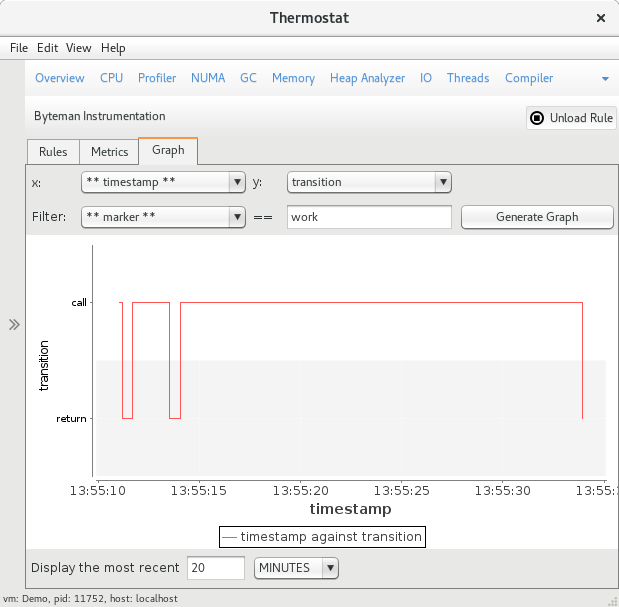 Thermostat
File Edit View Help
Overview CPU Profiler NUMA GC Memory Heap Analyzer IO Threads Compiler
Byteman Instrumentation
Unload Rule
Rules Metrics Graph
x: ** timestamp ** y: transition
Filter: ** marker ** == work Generate Graph
call
transition
return
13:55:10 13:55:15 13:55:20 13:55:25 13:55:30 13:55:
timestamp
timestamp against transition
Display the most recent 20 MINUTES
vm: Demo, pid: 11752, host: localhost